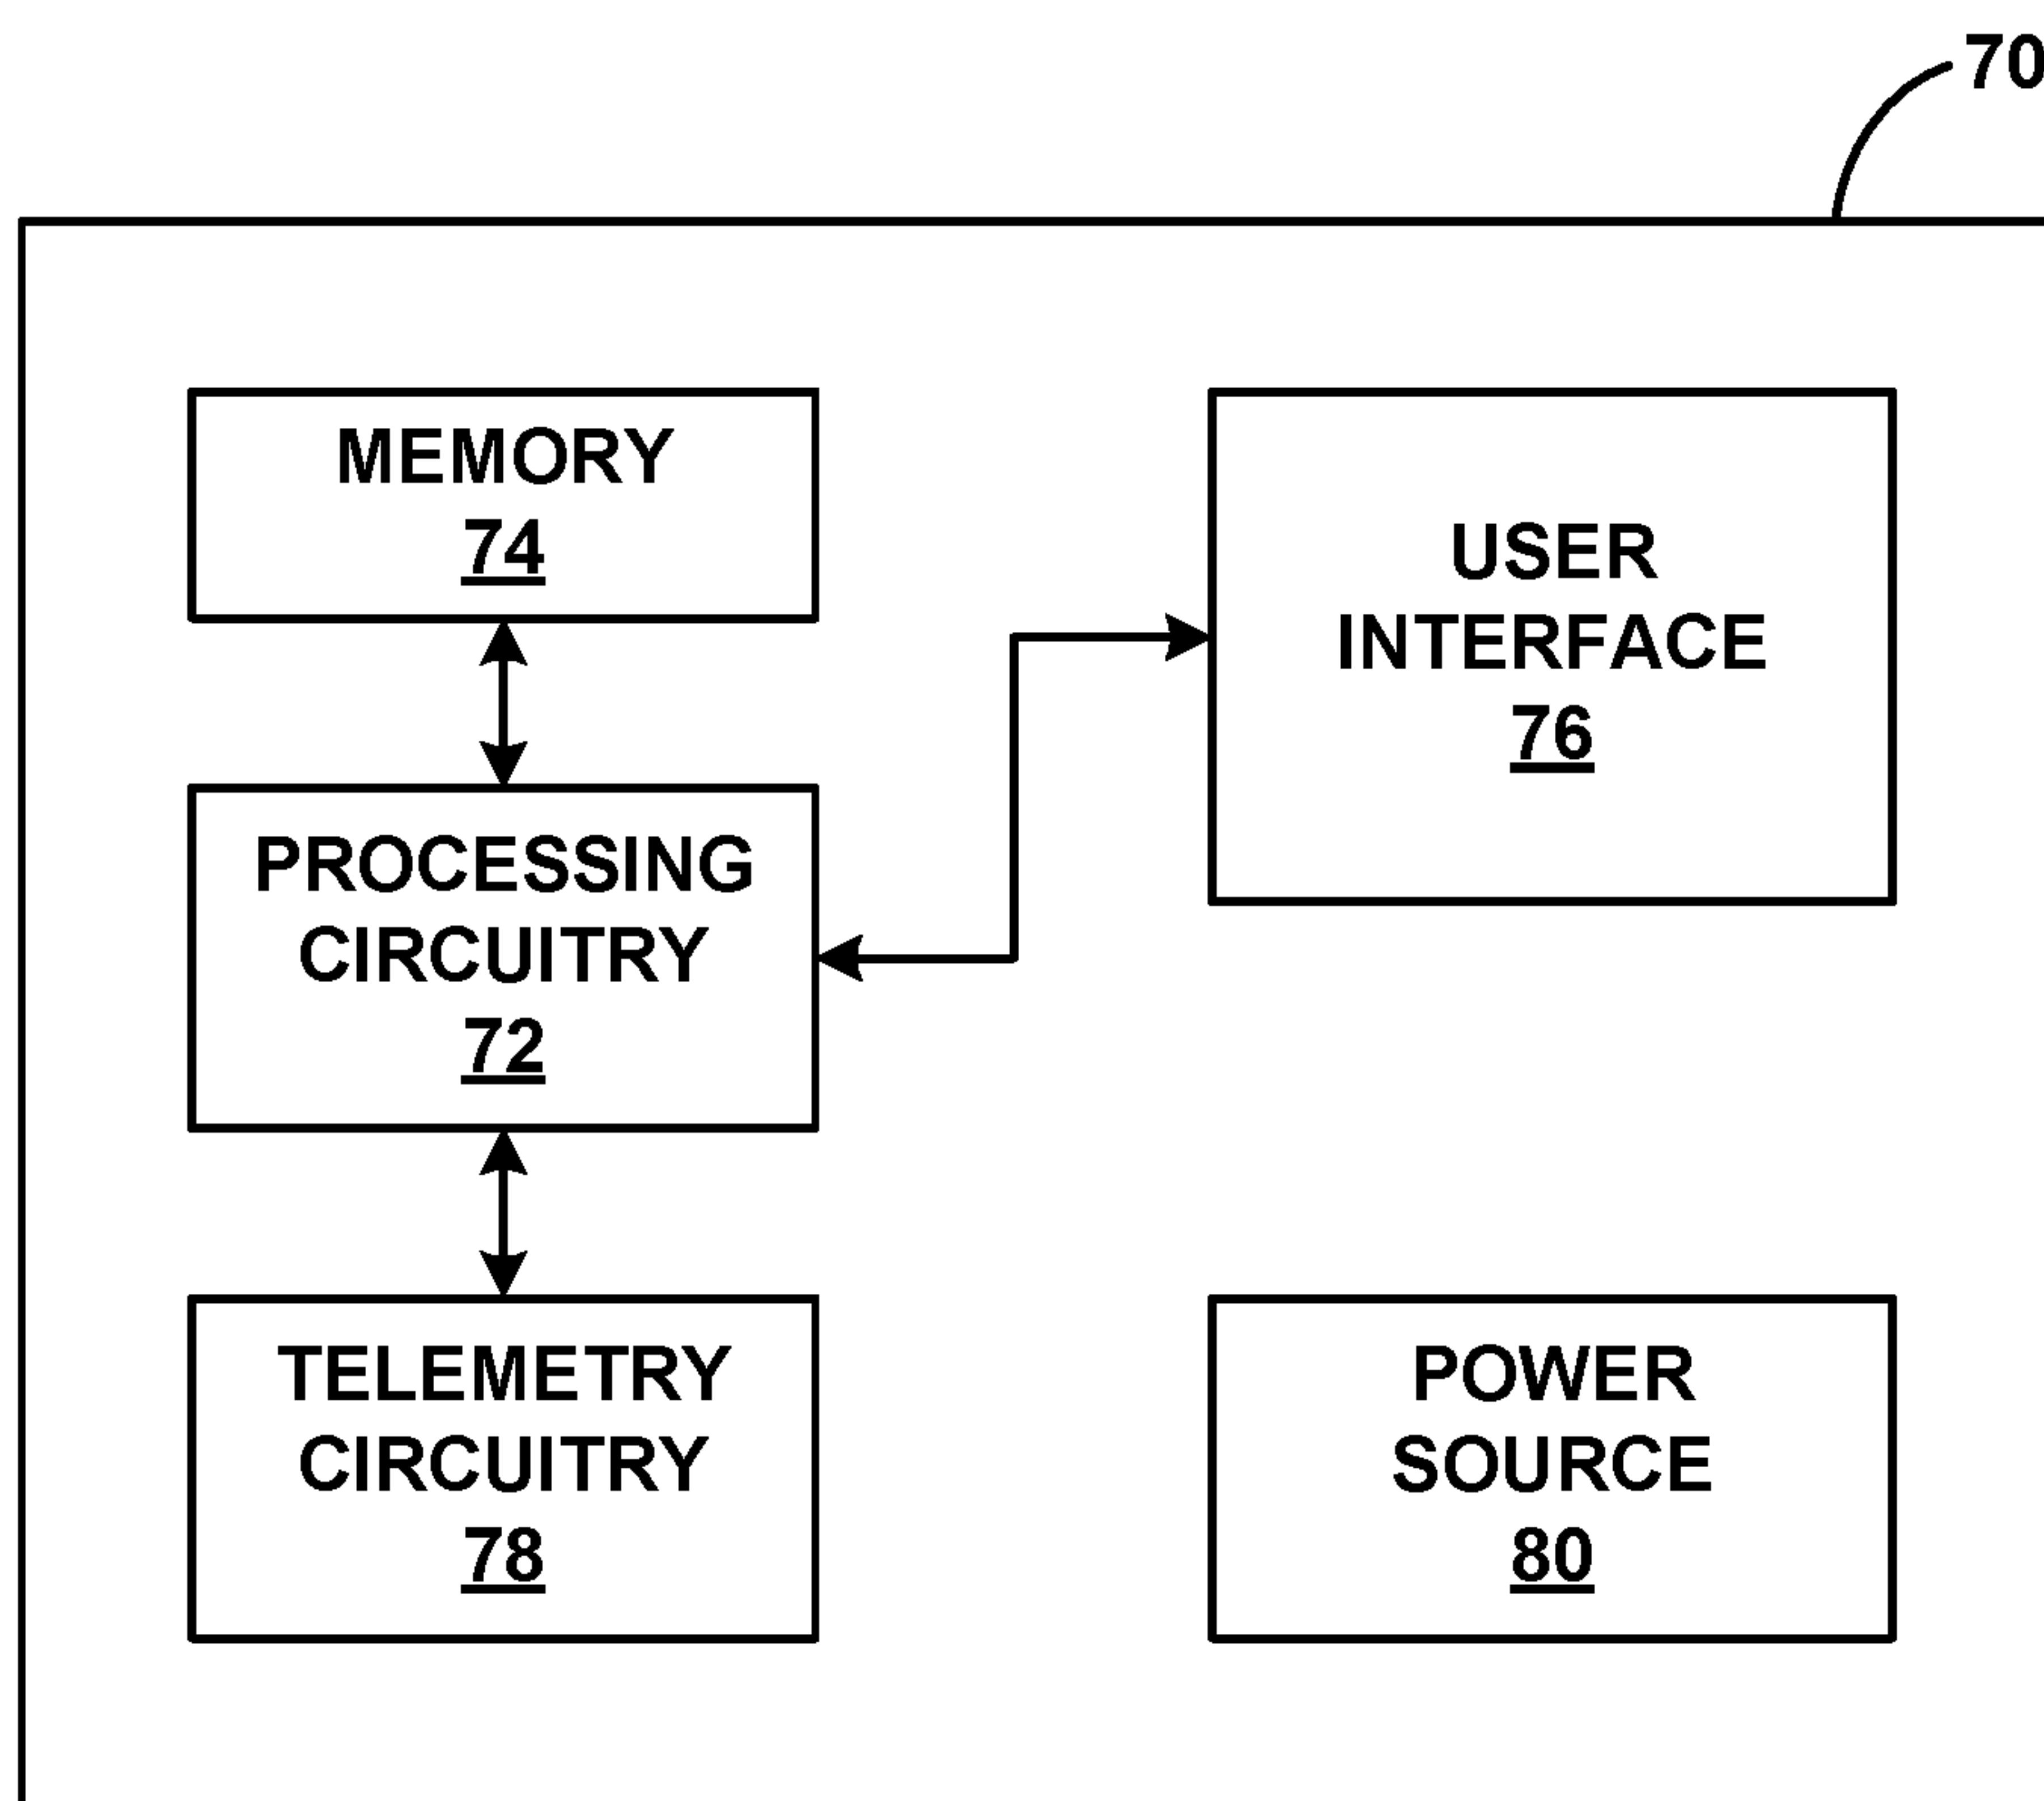 70
MEMORY
74
USER
INTERFACE
76
PROCESSING
CIRCUITRY
72
TELEMETRY
CIRCUITRY
78
POWER
SOURCE
80